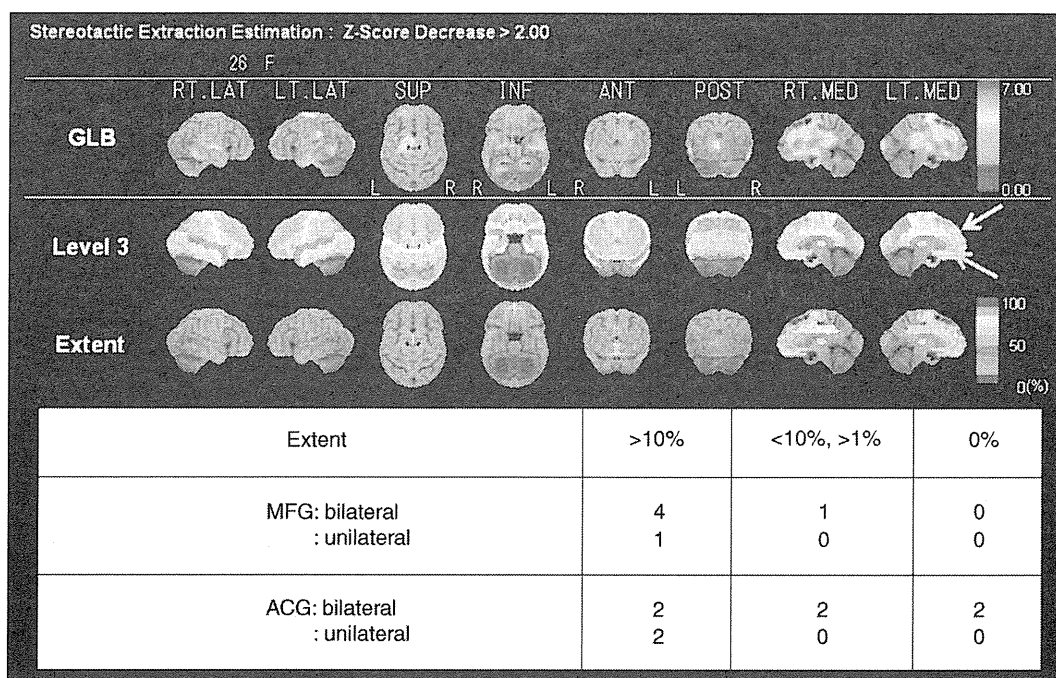 Stereotactic Extraction Estimation : Z-Score Decrease > 2.00
26 F
RT.LAT LT.LAT SUP INF ANT POST RT.MED LT.MED
7.00
GLB
0.00
L R R L R L L R
Level 3
100
Extent
50
0(%)
Extent >10% <10%, >1% 0%
MFG: bilateral 4 1 0
: unilateral 1 0 0
ACG: bilateral 2 2 2
: unilateral 2 0 0